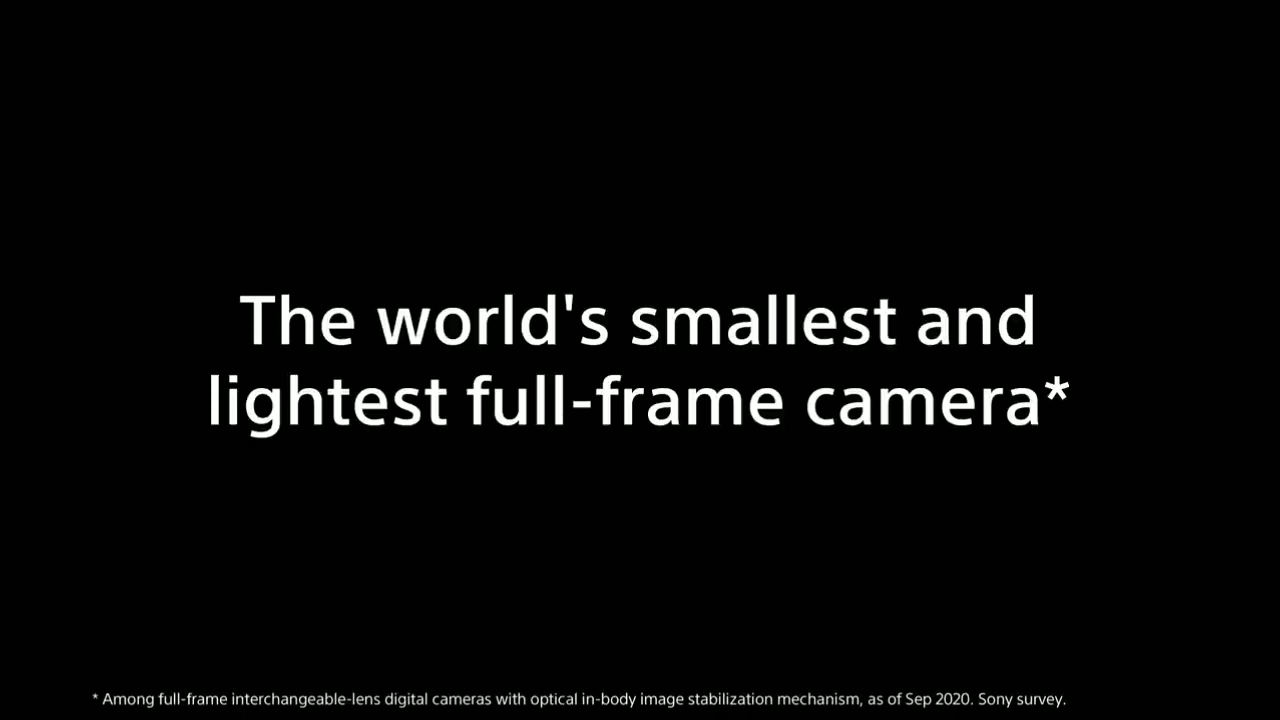 The world's smallest and
lightest full-frame camera*
* Among full-frame interchangeable-lens digital cameras with optical in-body image stabilization mechanism, as of Sep 2020. Sony survey.